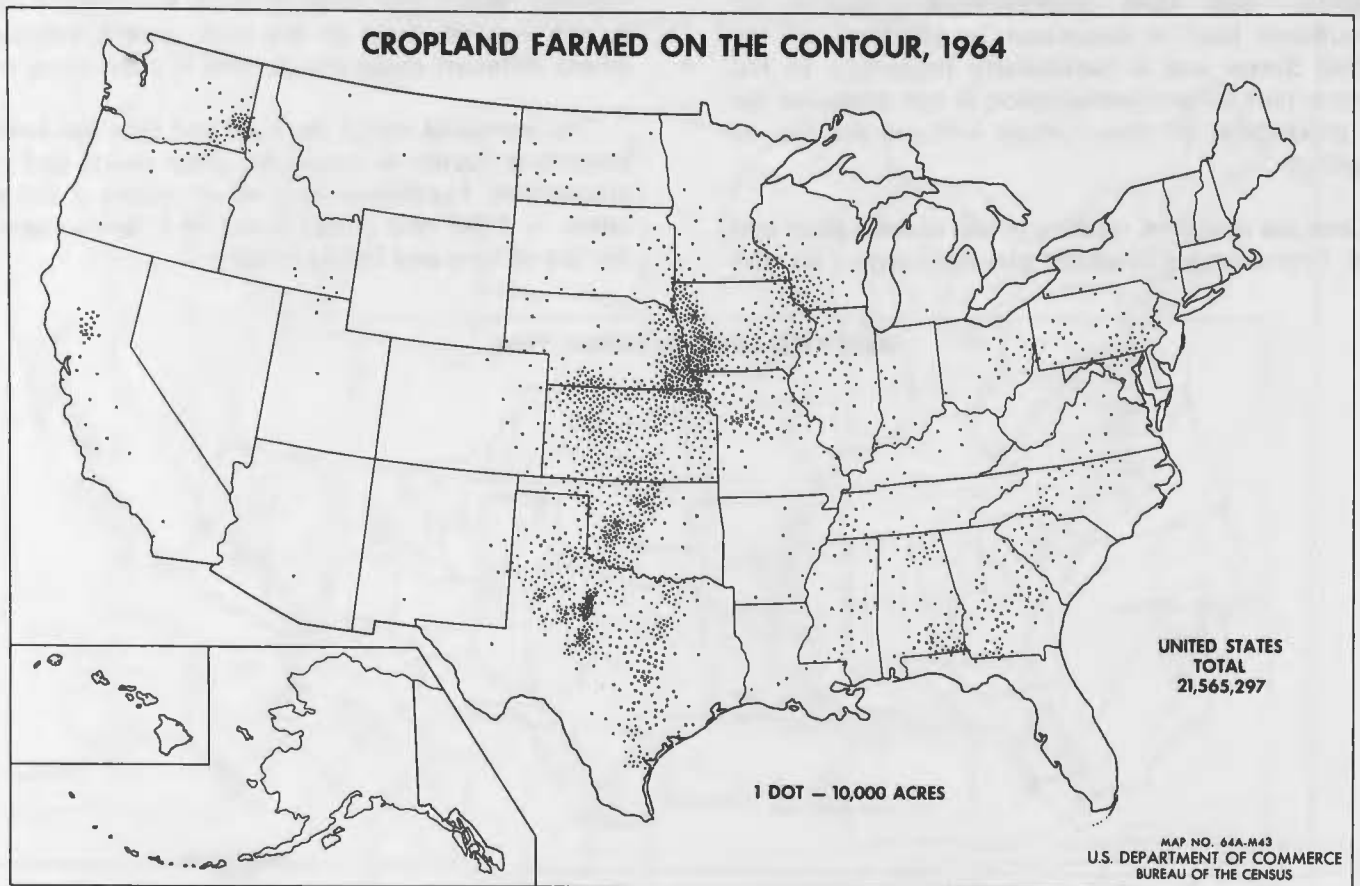 CROPLAND FARMED ON THE CONTOUR, 1964
UNITED STATES
TOTAL
21,565,297
1 DOT — 10,000 ACRES
MAP NO. 64A-M43
U.S. DEPARTMENT OF COMMERCE
BUREAU OF THE CENSUS